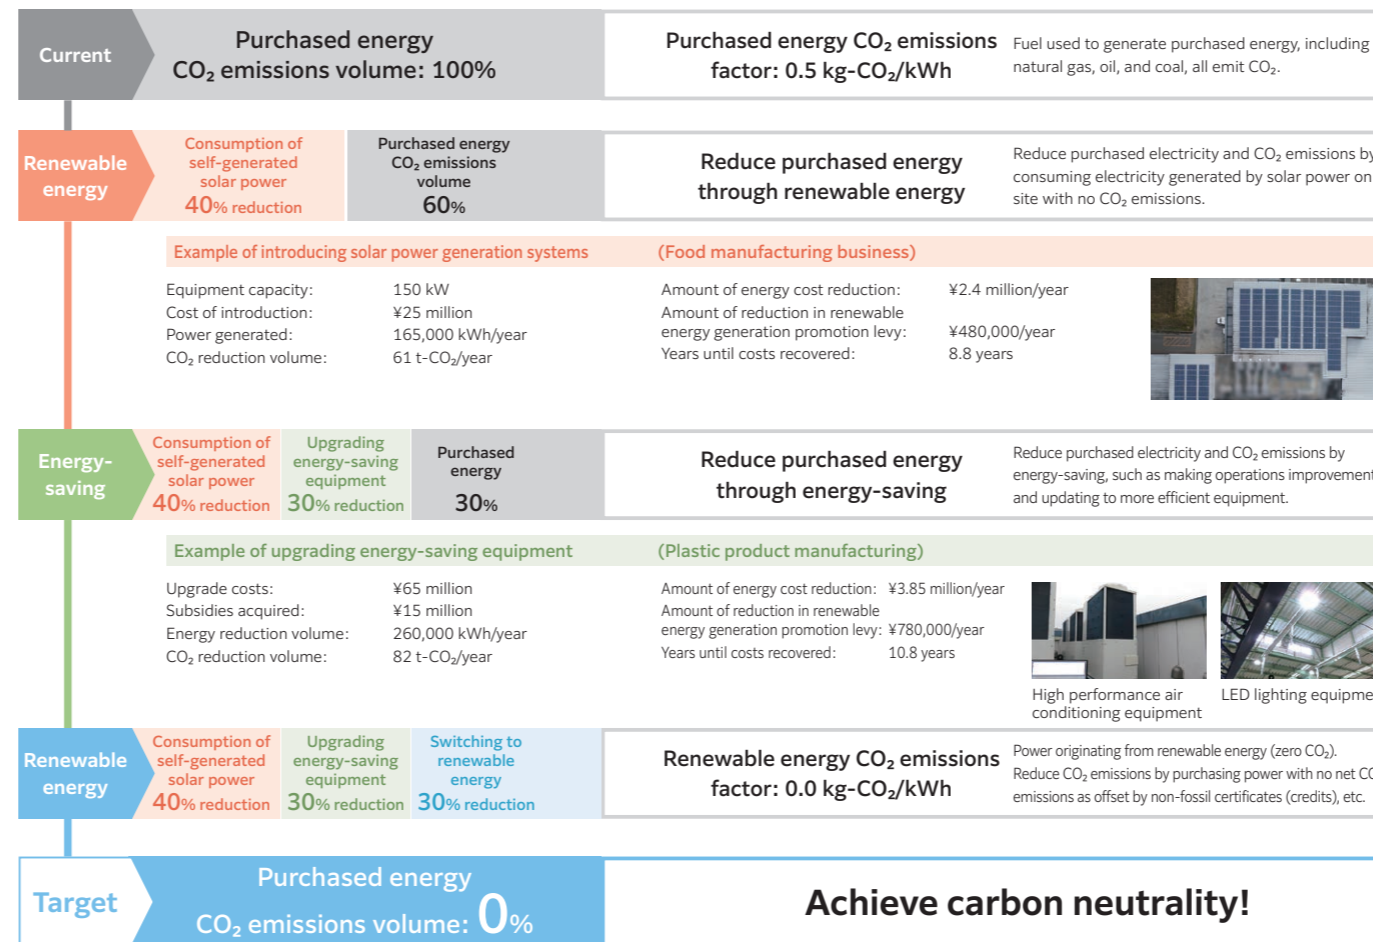 Current
Purchased energy
CO₂ emissions volume: 100%
Purchased energy CO₂ emissions
factor: 0.5 kg-CO₂/kWh
Fuel used to generate purchased energy, including
natural gas, oil, and coal, all emit CO₂.
Renewable
energy
Consumption of
self-generated
solar power
40% reduction
Purchased energy
CO₂ emissions
volume
60%
Reduce purchased energy
through renewable energy
Reduce purchased electricity and CO₂ emissions by
consuming electricity generated by solar power on
site with no CO₂ emissions.
Example of introducing solar power generation systems (Food manufacturing business)
Equipment capacity: 150 kW
Cost of introduction: ¥25 million
Power generated: 165,000 kWh/year
CO₂ reduction volume: 61 t-CO₂/year
Amount of energy cost reduction: ¥2.4 million/year
Amount of reduction in renewable
energy generation promotion levy: ¥480,000/year
Years until costs recovered: 8.8 years
Energy-
saving
Consumption of
self-generated
solar power
40% reduction
Upgrading
energy-saving
equipment
30% reduction
Purchased
energy
30%
Reduce purchased energy
through energy-saving
Reduce purchased electricity and CO₂ emissions by
energy-saving, such as making operations improvement
and updating to more efficient equipment.
Example of upgrading energy-saving equipment (Plastic product manufacturing)
Upgrade costs: ¥65 million
Subsidies acquired: ¥15 million
Energy reduction volume: 260,000 kWh/year
CO₂ reduction volume: 82 t-CO₂/year
Amount of energy cost reduction: ¥3.85 million/year
Amount of reduction in renewable
energy generation promotion levy: ¥780,000/year
Years until costs recovered: 10.8 years
High performance air
conditioning equipment
LED lighting equipme
Renewable
energy
Consumption of
self-generated
solar power
40% reduction
Upgrading
energy-saving
equipment
30% reduction
Switching to
renewable
energy
30% reduction
Renewable energy CO₂ emissions
factor: 0.0 kg-CO₂/kWh
Power originating from renewable energy (zero CO₂).
Reduce CO₂ emissions by purchasing power with no net CO
emissions as offset by non-fossil certificates (credits), etc.
Target
Purchased energy
CO₂ emissions volume: 0%
Achieve carbon neutrality!